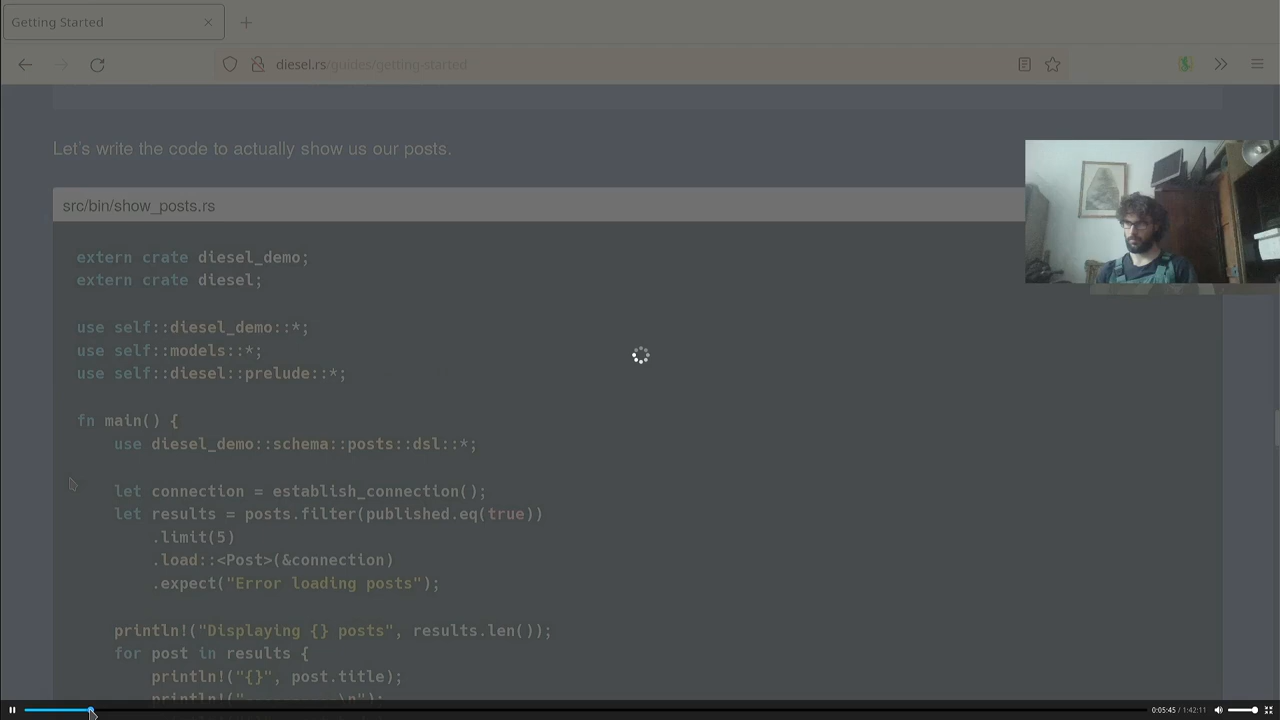 Getting Started
diesel.rs/guides/getting-started
Let's write the code to actually show us our posts.
src/bin/show_posts.rs
extern crate diesel_demo;
extern crate diesel;
use self::diesel_demo::*;
use self::models::*;
use self::diesel::prelude::*;
fn main() {
use diesel_demo::schema::posts::dsl::*;
let connection = establish_connection();
let results = posts.filter(published.eq(true))
.limit(5)
.load::<Post>(&connection)
.expect("Error loading posts");
println!("Displaying {} posts", results.len());
for post in results {
println!("{}", post.title);
0:05:45 / 1:42:11